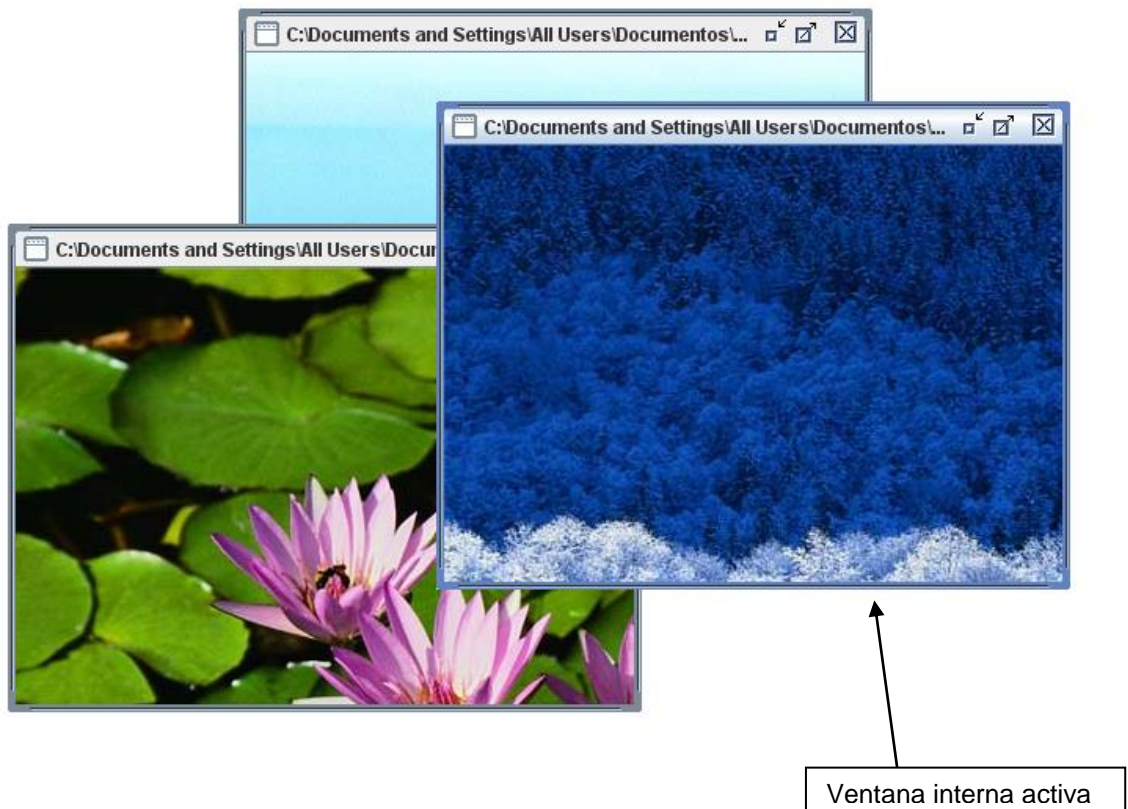 C:\Documents and Settings\All Users\Documentos\...
C:\Documents and Settings\All Users\Documentos\...
C:\Documents and Settings\All Users\Docum
Ventana interna activa